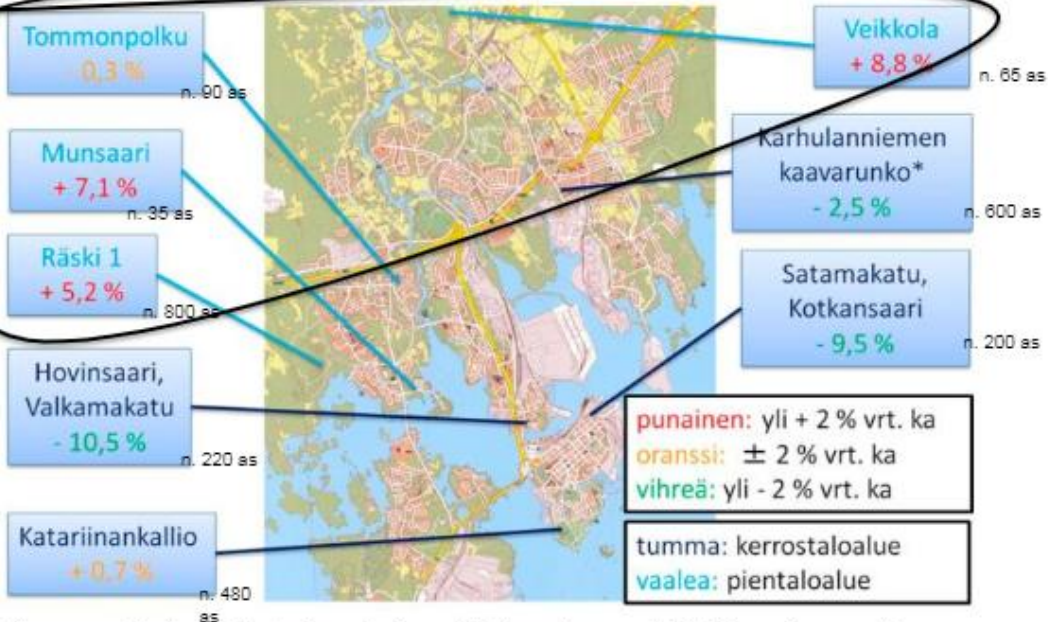 Tommonpolku
- 0,3 %
n. 90 as
Munsaari
+ 7,1 %
n. 35 as
Räski 1
+ 5,2 %
n. 800 as
Hovinsaari,
Valkamakatu
- 10,5 %
n. 220 as
Katariinankallio
+ 0,7 %
n. 480
as
Veikkola
+ 8,8 %
n. 65 as
Karhulanniemen
kaavarunko*
- 2,5 %
n. 600 as
Satamakatu,
Kotkansaari
- 9,5 %
n. 200 as
punainen: yli + 2 % vrt. ka
oranssi: ± 2 % vrt. ka
vihreä: yli - 2 % vrt. ka
tumma: kerrostaloalue
vaalea: pientaloalue